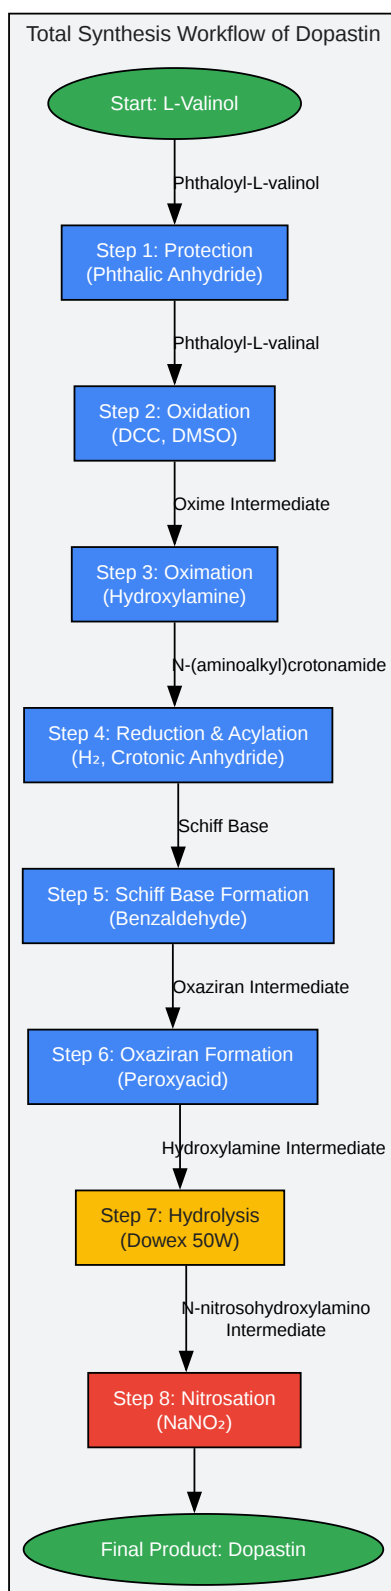 Total Synthesis Workflow of Dopastin
Start: L-Valinol
Phthaloyl-L-valinol
Step 1: Protection
(Phthalic Anhydride)
Phthaloyl-L-valinal
Step 2: Oxidation
(DCC, DMSO)
Oxime Intermediate
Step 3: Oximation
(Hydroxylamine)
N-(aminoalkyl)crotonamide
Step 4: Reduction & Acylation
(H₂, Crotonic Anhydride)
Schiff Base
Step 5: Schiff Base Formation
(Benzaldehyde)
Oxaziran Intermediate
Step 6: Oxaziran Formation
(Peroxyacid)
Hydroxylamine Intermediate
Step 7: Hydrolysis
(Dowex 50W)
N-nitrosohydroxylamino
Intermediate
Step 8: Nitrosation
(NaNO₂)
Final Product: Dopastin